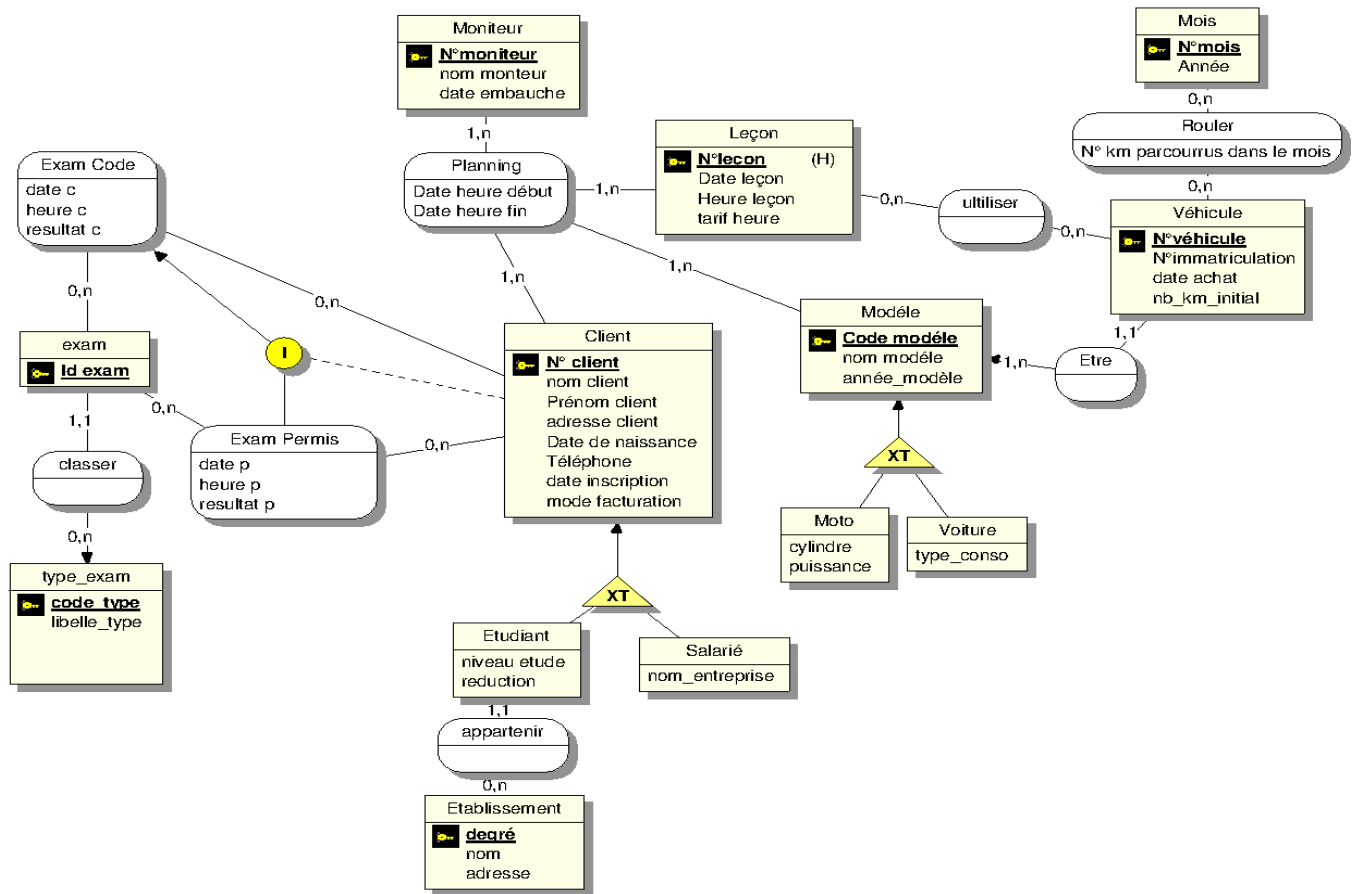 Moniteur
N°moniteur
nom monteur
date embauche
1,n
Mois
N°mois
Année
0,n
Rouler
N° km parcourrus dans le mois
0,n
Exam Code
date c
heure c
resultat c
0,n
0,n
Planning
Date heure début
Date heure fin
1,n
1,n
1,n
Leçon
N°leçon (H)
Date leçon
Heure leçon
tarif heure
0,n
ultiliser
0,n
Véhicule
N°véhicule
N°immatriculation
date achat
nb_km_initial
1,1
Etre
1,n
Modéle
Code modéle
nom modéle
année_modèle
XT
Moto
cylindre
puissance
Voiture
type_conso
exam
Id exam
1,1
0,n
I
Client
N° client
nom client
Prénom client
adresse client
Date de naissance
Téléphone
date inscription
mode facturation
Exam Permis
date p
heure p
resultat p
0,n
classer
0,n
type_exam
code_type
libelle_type
XT
Etudiant
niveau etude
reduction
Salarié
nom_entreprise
1,1
appartenir
0,n
Etablissement
degré
nom
adresse